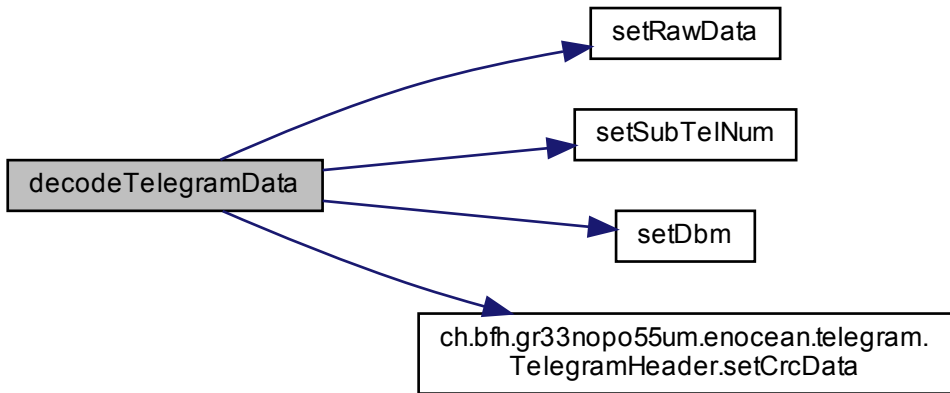 setRawData
setSubTelNum
decodeTelegramData
setDbm
ch.bfh.gr33nopo55um.enocean.telegram.
TelegramHeader.setCrcData